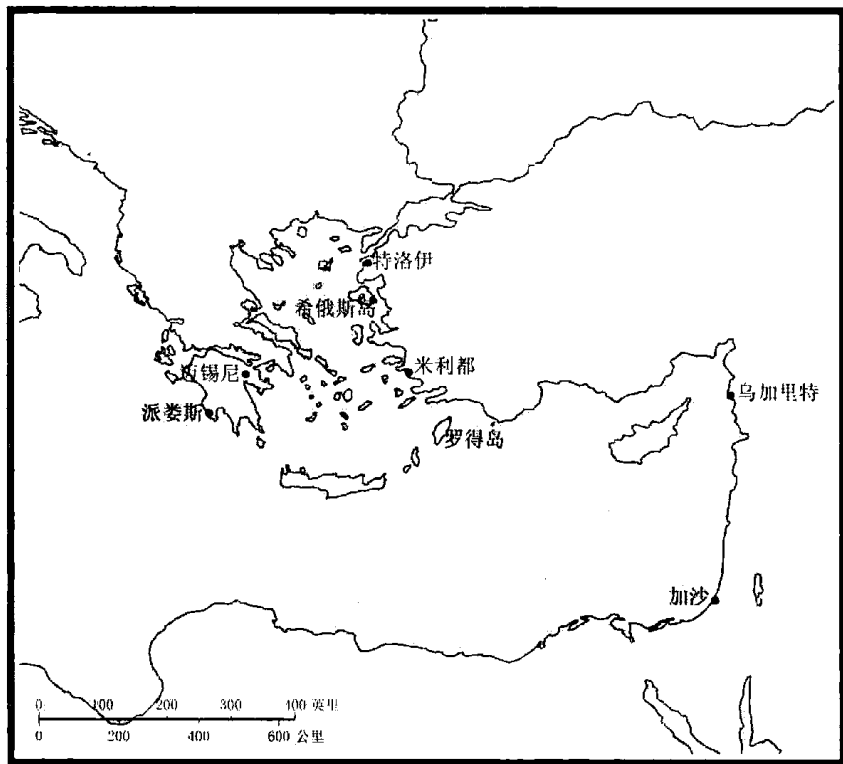 特洛伊
希俄斯岛
迈锡尼
米利都
乌加里特
派娄斯
罗得岛
加沙
0 100 200 300 400 英里
0 200 400 600 公里